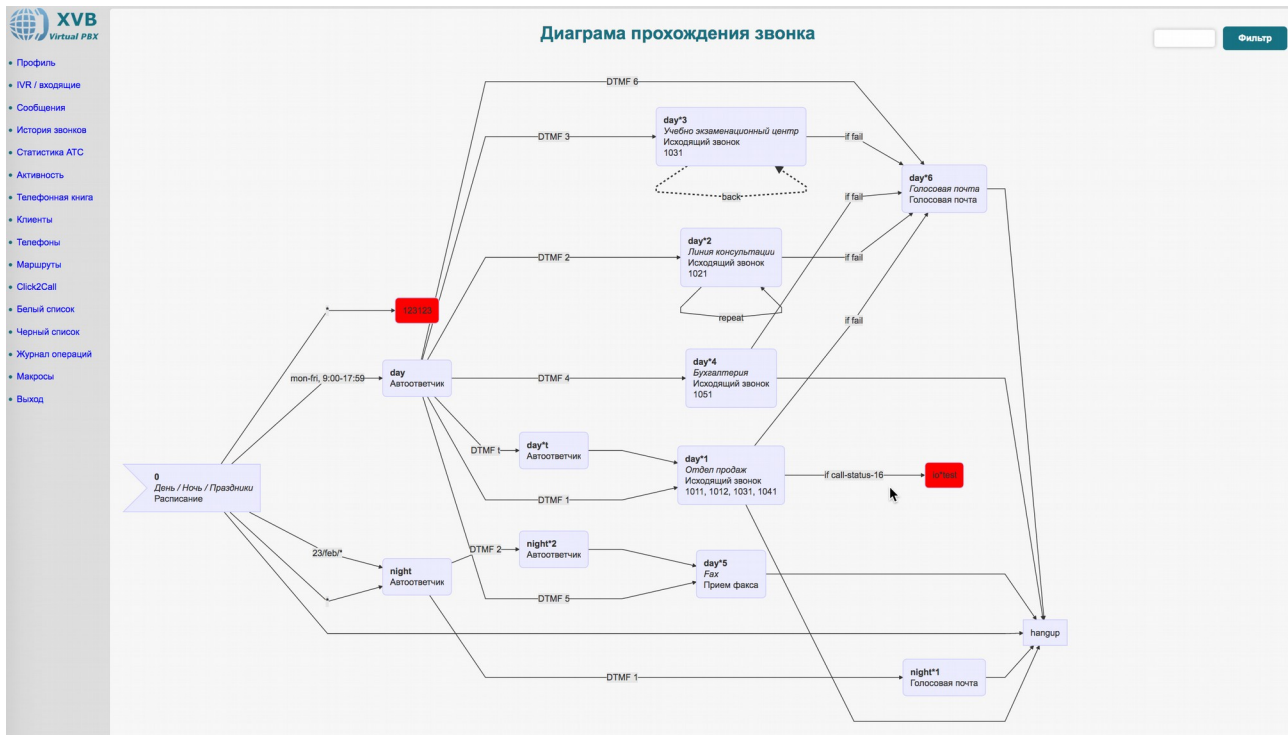 XVB
Virtual PBX
Диаграма прохождения звонка
Фильтр
Профиль
IVR / входящие
Сообщения
История звонков
Статистика АТС
Активность
Телефонная книга
Клиенты
Телефоны
Маршруты
Click2Call
Белый список
Черный список
Журнал операций
Макросы
Выход
DTMF 6
DTMF 3
day*3
Учебно экзаменационный центр
Исходящий звонок
1031
if fail
back
day*6
Голосовая почта
Голосовая почта
if fail
DTMF 2
day*2
Линия консультации
Исходящий звонок
1021
if fail
repeat
if fail
*
123123
mon-fri, 9:00-17:59
day
Автоответчик
DTMF 4
day*4
Бухгалтерия
Исходящий звонок
1051
DTMF t
day*t
Автоответчик
DTMF 1
day*1
Отдел продаж
Исходящий звонок
1011, 1012, 1031, 1041
if call-status-16
0
День / Ночь / Праздники
Расписание
23/feb/*
*
night
Автоответчик
DTMF 2
night*2
Автоответчик
DTMF 5
day*5
Fax
Прием факса
hangup
DTMF 1
night*1
Голосовая почта